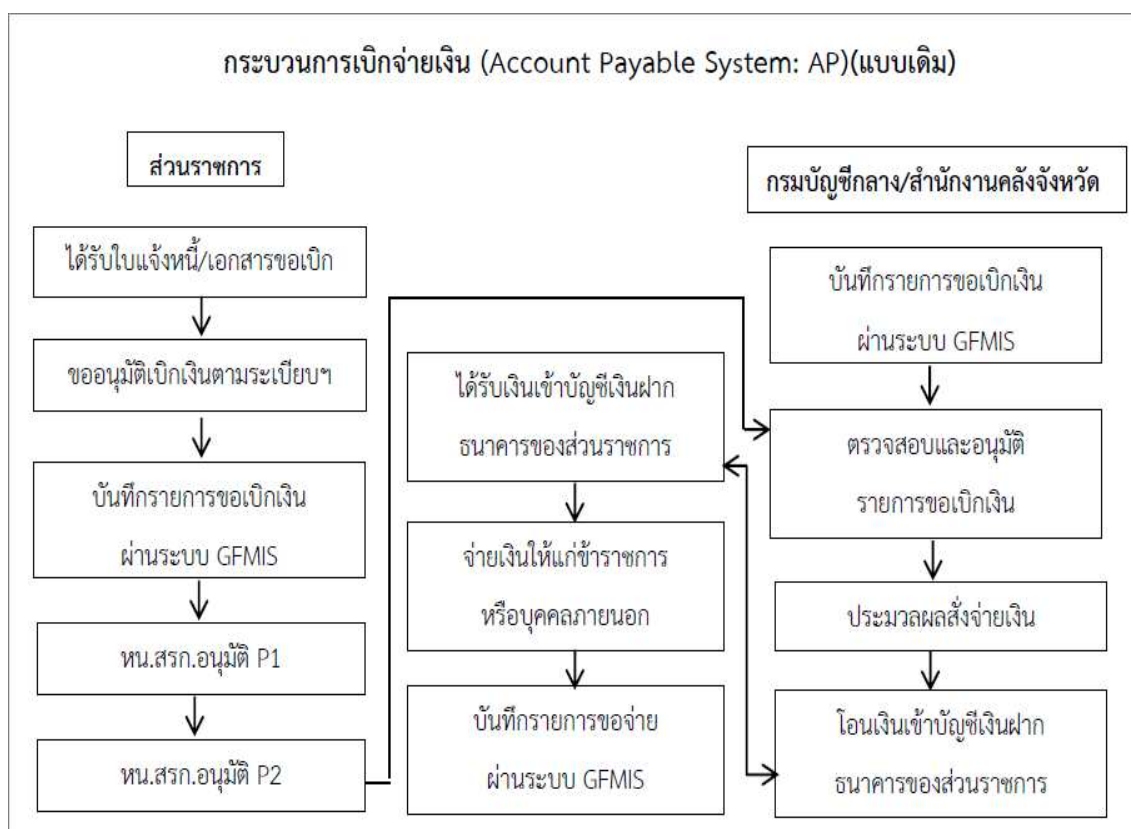 กระบวนการเบิกจ่ายเงิน (Account Payable System: AP)(แบบเดิม)
ส่วนราชการ
ได้รับใบแจ้งหนี้/เอกสารขอเบิก
ขออนุมัติเบิกเงินตามระเบียบฯ
บันทึกรายการขอเบิกเงิน
ผ่านระบบ GFMIS
หน.สรก.อนุมัติ P1
หน.สรก.อนุมัติ P2
ได้รับเงินเข้าบัญชีเงินฝาก
ธนาคารของส่วนราชการ
จ่ายเงินให้แก่ข้าราชการ
หรือบุคคลภายนอก
บันทึกรายการขอจ่าย
ผ่านระบบ GFMIS
กรมบัญชีกลาง/สำนักงานคลังจังหวัด
บันทึกรายการขอเบิกเงิน
ผ่านระบบ GFMIS
ตรวจสอบและอนุมัติ
รายการขอเบิกเงิน
ประมวลผลสั่งจ่ายเงิน
โอนเงินเข้าบัญชีเงินฝาก
ธนาคารของส่วนราชการ